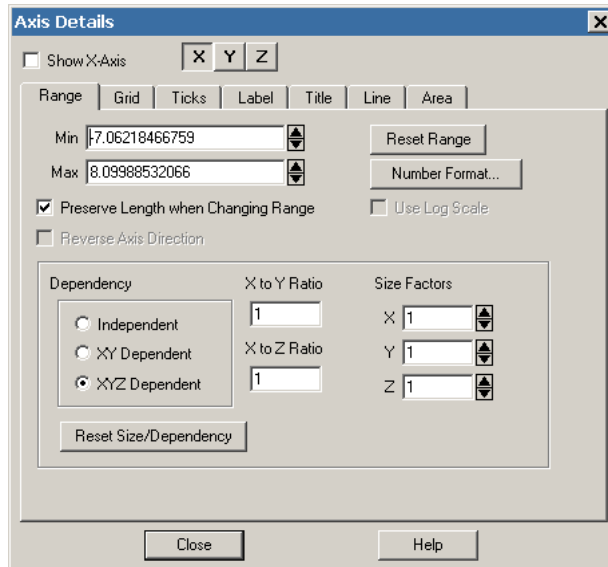 Axis Details
Show X-Axis X Y Z
Range Grid Ticks Label Title Line Area
Min -7.06218466759 Reset Range
Max 8.09988532066 Number Format...
Preserve Length when Changing Range Use Log Scale
Reverse Axis Direction
Dependency X to Y Ratio Size Factors
Independent 1 X 1
XY Dependent X to Z Ratio Y 1
XYZ Dependent 1 Z 1
Reset Size/Dependency
Close Help